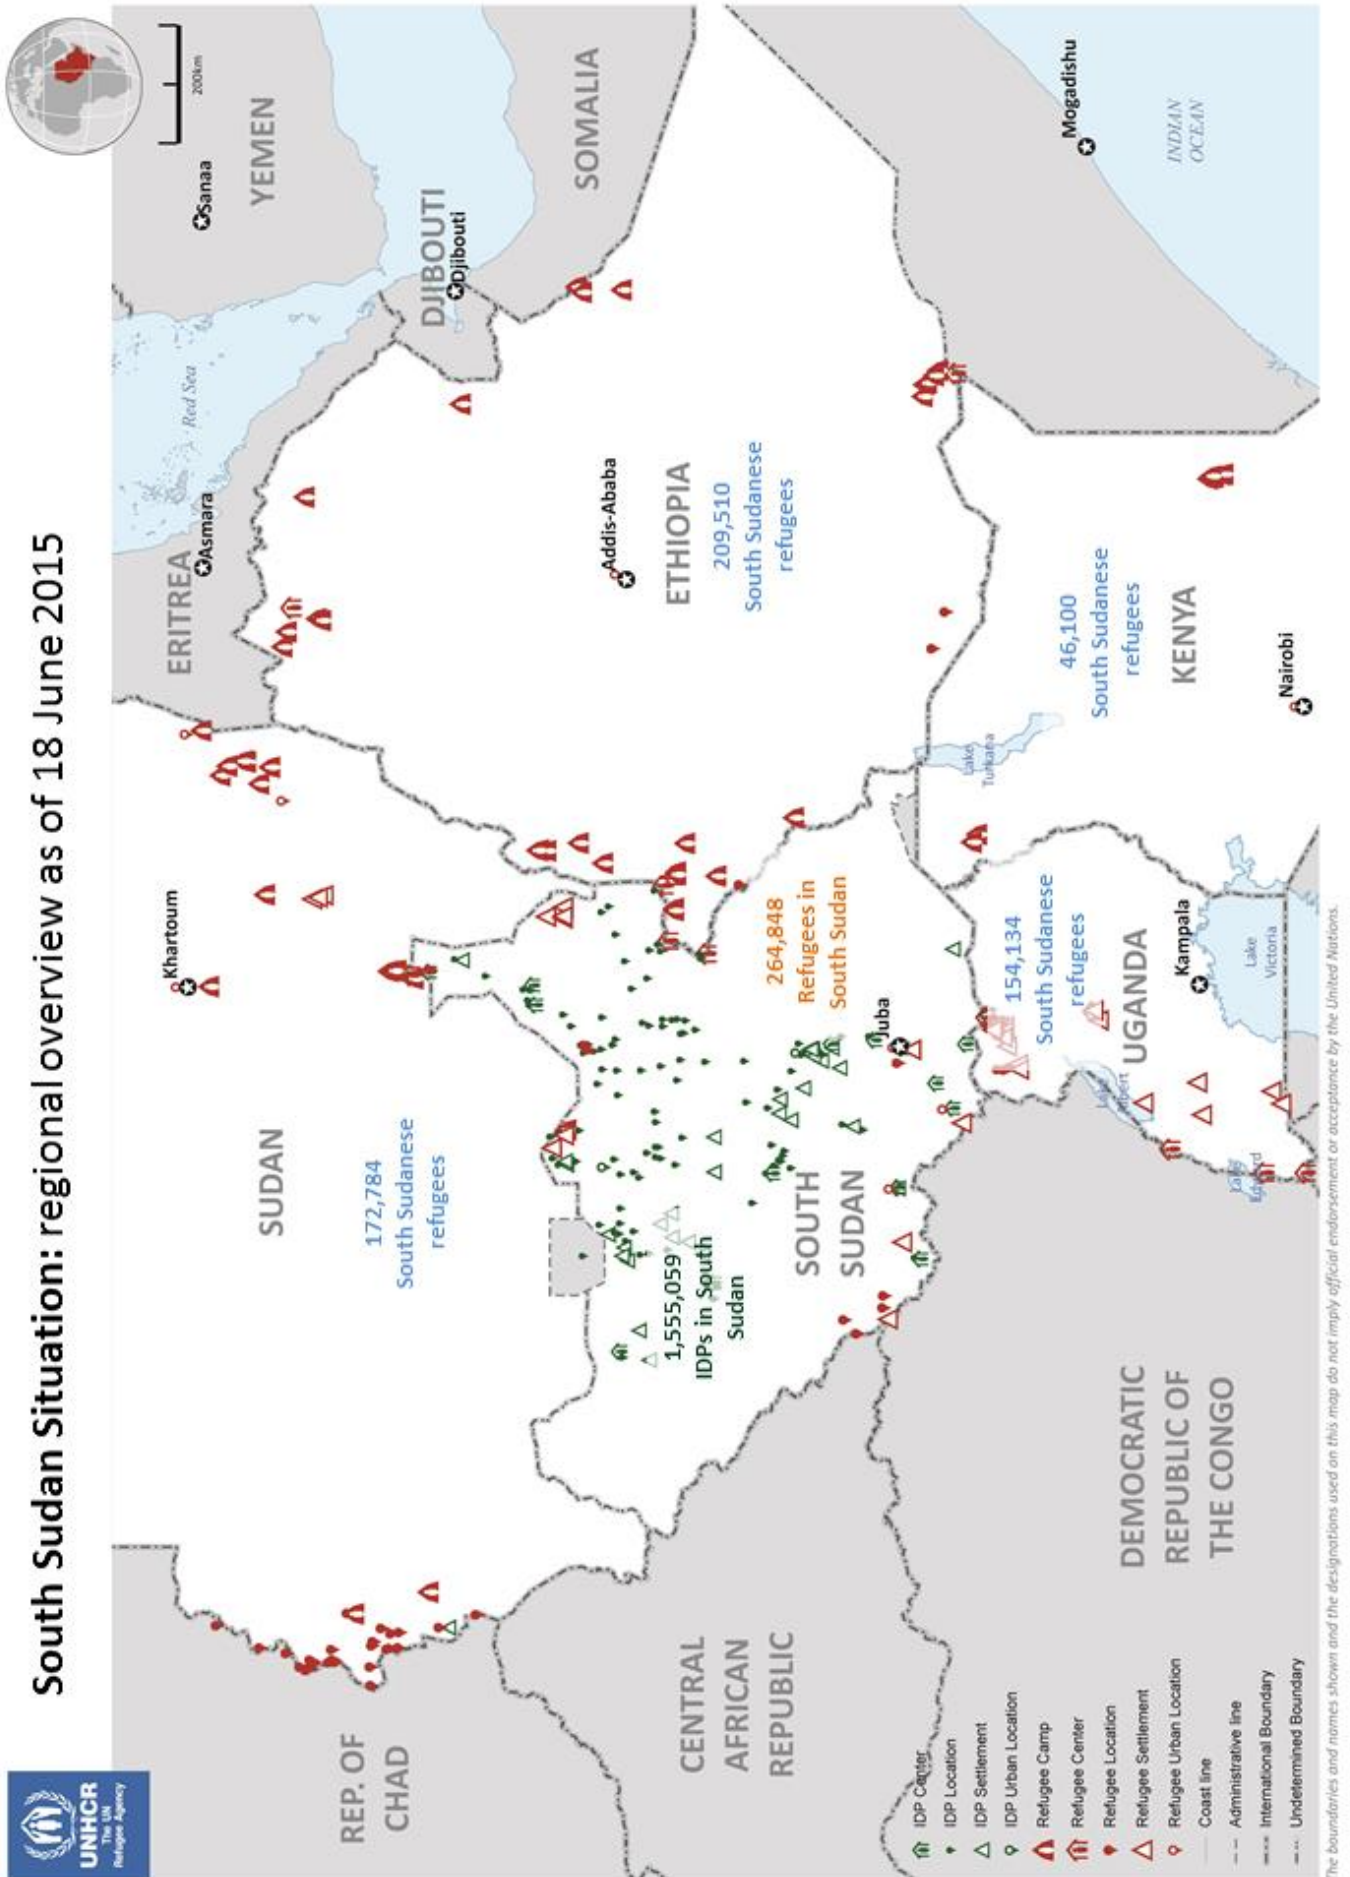 South Sudan Situation: regional overview as of 18 June 2015
UNHCR
The UN
Refugee Agency
200km
Sanaa
YEMEN
Red Sea
ERITREA
Asmara
Khartoum
SUDAN
172,784
South Sudanese
refugees
REP. OF
CHAD
DJIBOUTI
Djibouti
SOMALIA
Addis-Ababa
ETHIOPIA
209,510
South Sudanese
refugees
1,555,059
IDPs in South
Sudan
264,848
Refugees in
South Sudan
SOUTH
SUDAN
Juba
CENTRAL
AFRICAN
REPUBLIC
Lake
Turkana
154,134
South Sudanese
refugees
46,100
South Sudanese
refugees
KENYA
Nairobi
Mogadishu
INDIAN
OCEAN
UGANDA
Kampala
Lake
Albert
Lake
Edward
Lake
Victoria
DEMOCRATIC
REPUBLIC OF
THE CONGO
IDP Center
IDP Location
IDP Settlement
IDP Urban Location
Refugee Camp
Refugee Center
Refugee Location
Refugee Settlement
Refugee Urban Location
Coast line
Administrative line
International Boundary
Undetermined Boundary
The boundaries and names shown and the designations used on this map do not imply official endorsement or acceptance by the United Nations.